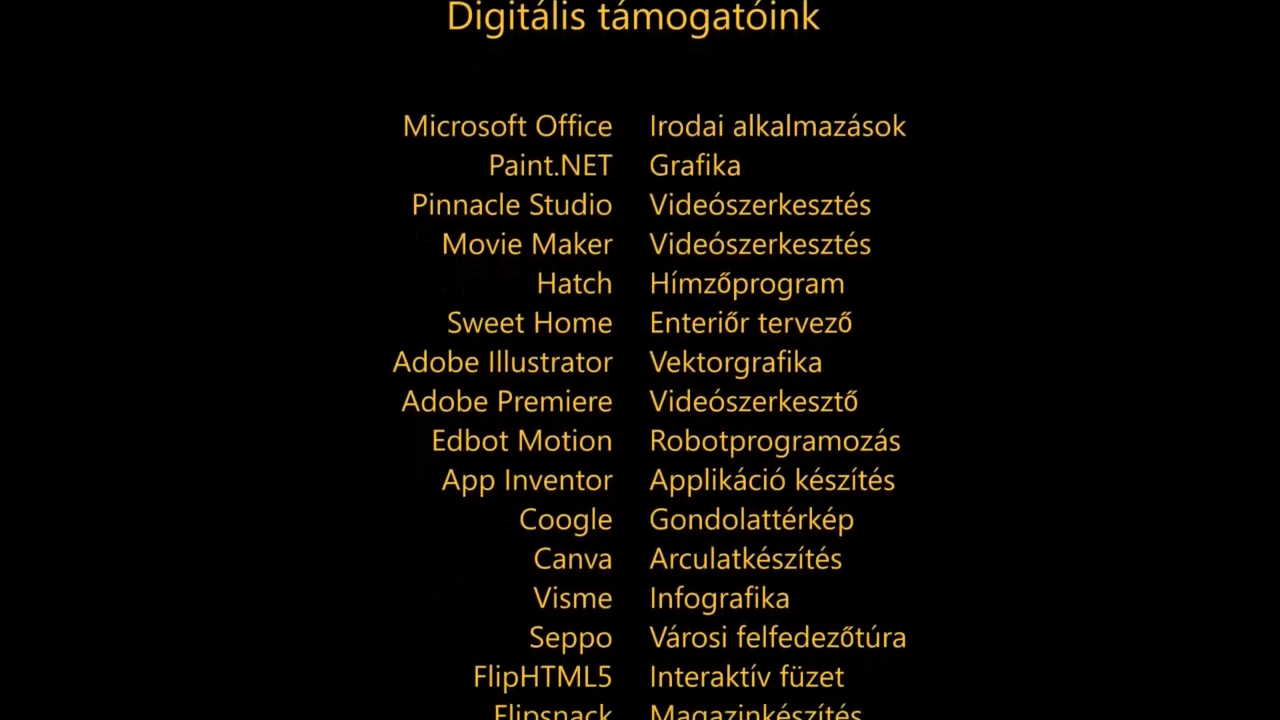 Digitális támogatóink
Microsoft Office Irodai alkalmazások
Paint.NET Grafika
Pinnacle Studio Videószerkesztés
Movie Maker Videószerkesztés
Hatch Hímzőprogram
Sweet Home Enteriőr tervező
Adobe Illustrator Vektorgrafika
Adobe Premiere Videószerkesztő
Edbot Motion Robotprogramozás
App Inventor Applikáció készítés
Coogle Gondolattérkép
Canva Arculatkészítés
Visme Infografika
Seppo Városi felfedezőtúra
FlipHTML5 Interaktív füzet
Flipsnack Magazinkészítés